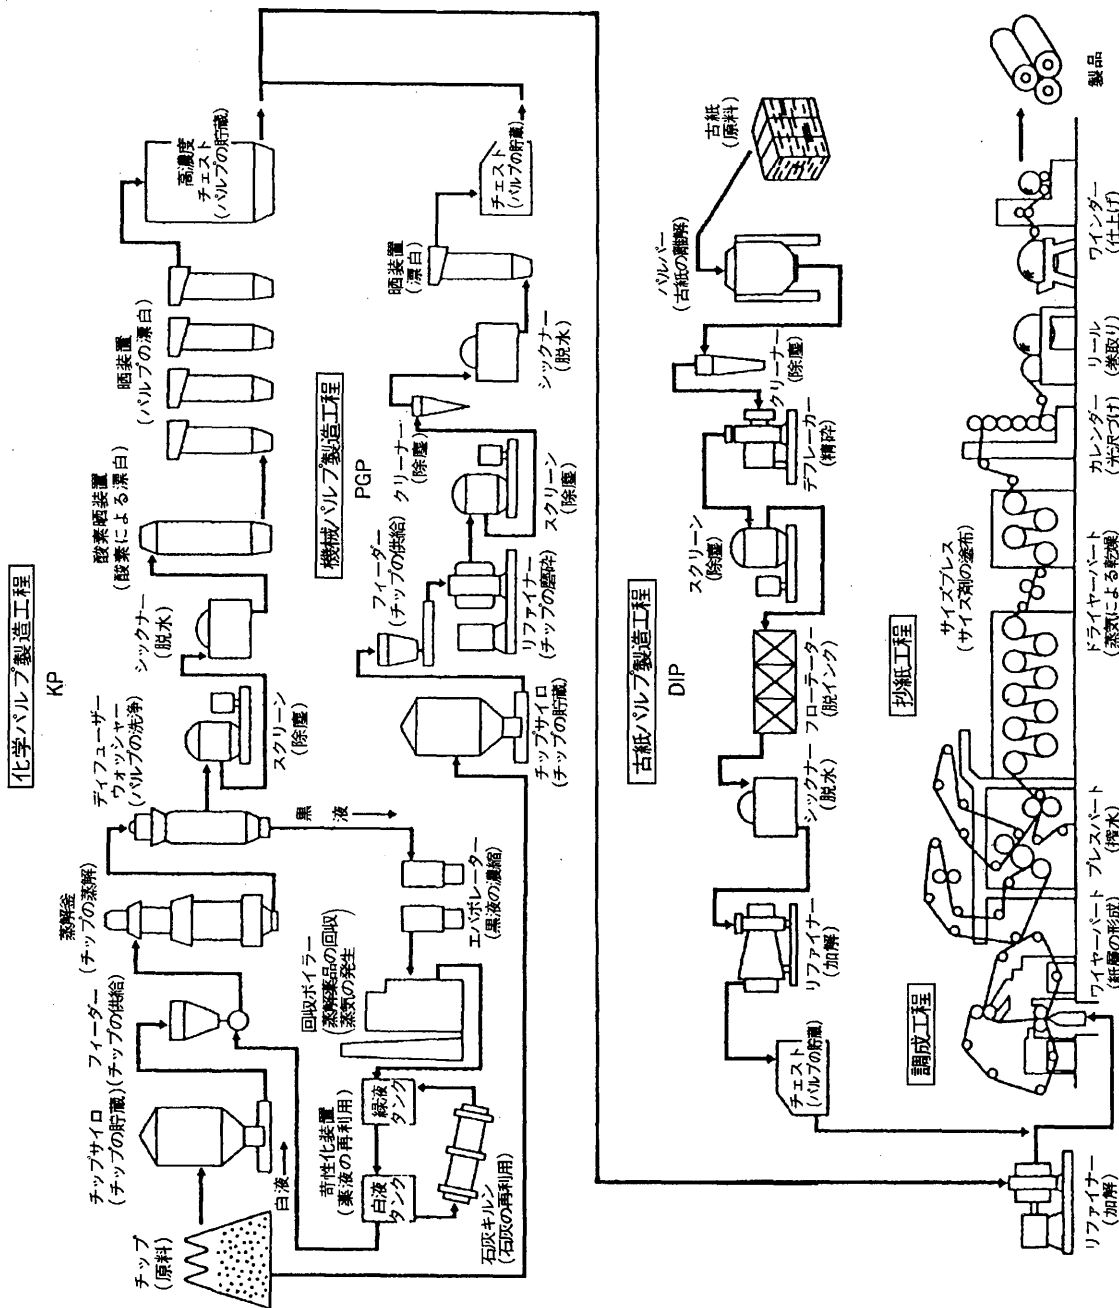 化学パルプ製造工程
KP
チップ
(原料)
チップサイロ
(チップの貯蔵)
フィーダー
(チップの供給)
蒸解釜
(チップの蒸解)
ディフューザー
ウォッシャー
(パルプの洗浄)
スクリーン
(除塵)
シックナー
(脱水)
酸素晒装置
(酸素による漂白)
晒装置
(パルプの漂白)
高濃度
チェスト
(パルプの貯蔵)
白液
黒液
エバポレーター
(黒液の濃縮)
回収ボイラー
(蒸解薬品の回収
蒸気の発生)
苛性化装置
(薬液の再利用)
緑液
タンク
白液
タンク
石灰キルン
(石灰の再利用)
機械パルプ製造工程
PGP
チップサイロ
(チップの貯蔵)
フィーダー
(チップの供給)
リファイナー
(チップの磨砕)
スクリーン
(除塵)
クリーナー
(除塵)
シックナー
(脱水)
晒装置
(漂白)
チェスト
(パルプの貯蔵)
古紙パルプ製造工程
DIP
古紙
(原料)
パルパー
(古紙の離解)
クリーナー
(除塵)
デフレーカー
(精砕)
スクリーン
(除塵)
フローテーター
(脱インク)
シックナー
(脱水)
リファイナー
(加解)
チェスト
(パルプの貯蔵)
調成工程
リファイナー
(加解)
抄紙工程
ワイヤーパート
(紙層の形成)
プレスパート
(搾水)
ドライヤーパート
(蒸気による乾燥)
サイズプレス
(サイズ剤の塗布)
カレンダー
(光沢づけ)
リール
(巻取り)
ワインダー
(仕上げ)
製品